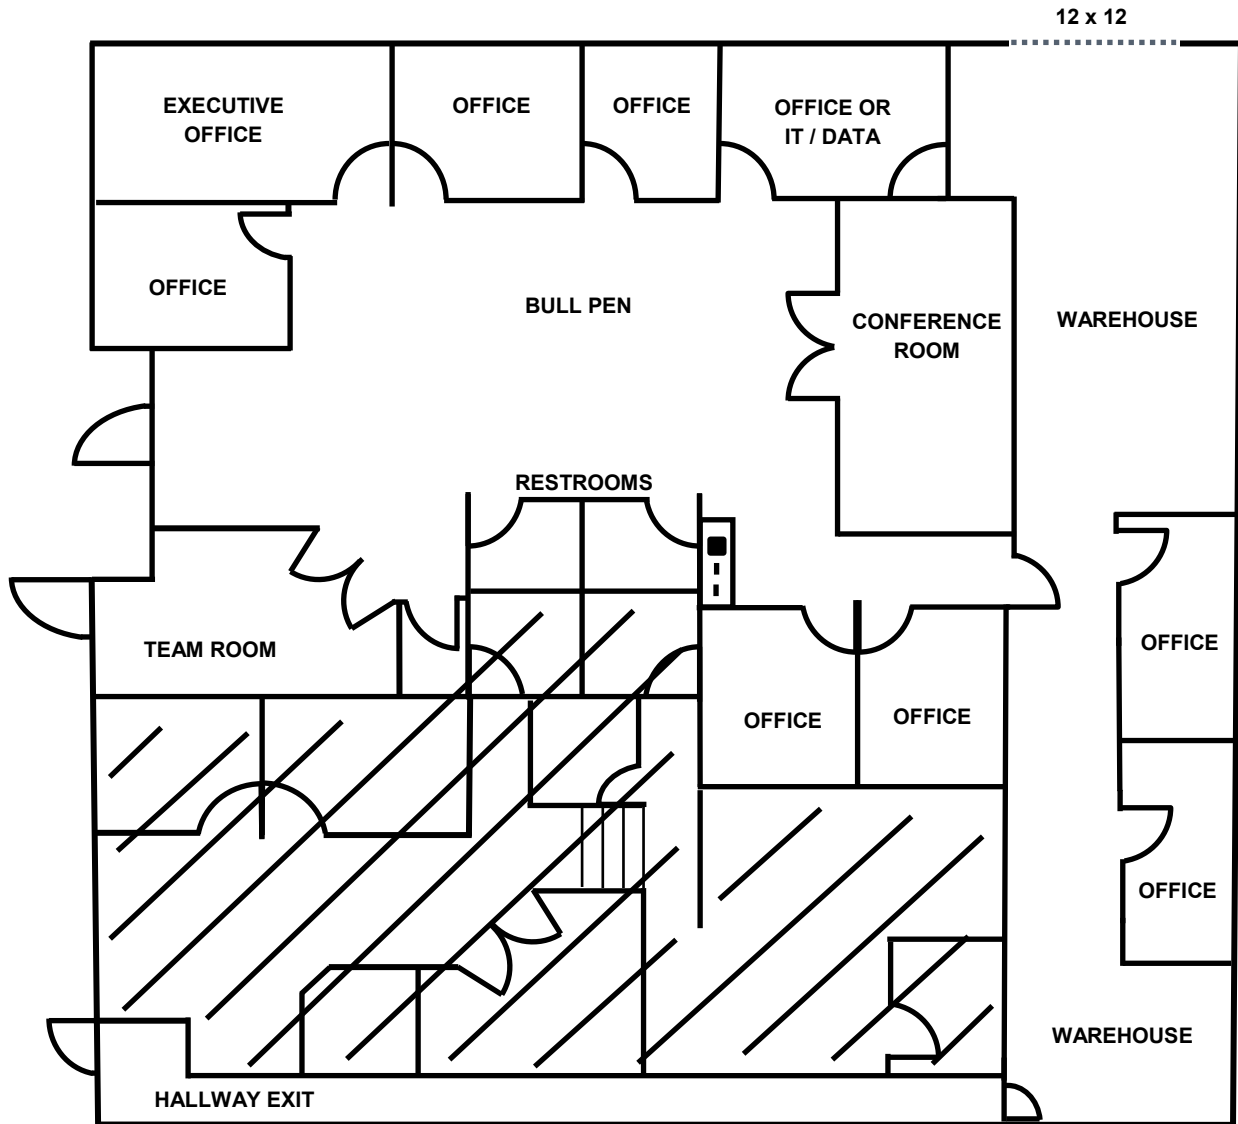 12 x 12
EXECUTIVE
OFFICE
OFFICE
OFFICE
OFFICE OR
IT / DATA
OFFICE
BULL PEN
CONFERENCE
ROOM
WAREHOUSE
RESTROOMS
TEAM ROOM
OFFICE
OFFICE
OFFICE
OFFICE
WAREHOUSE
HALLWAY EXIT